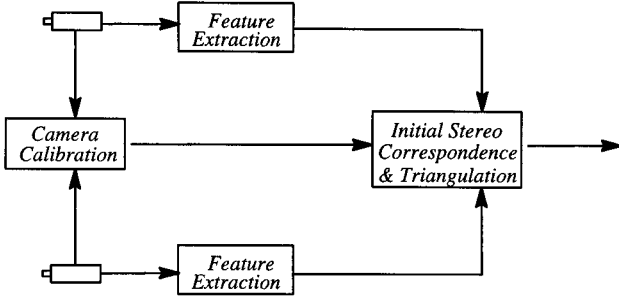 Feature
Extraction
Camera
Calibration
Initial Stereo
Correspondence
& Triangulation
Feature
Extraction